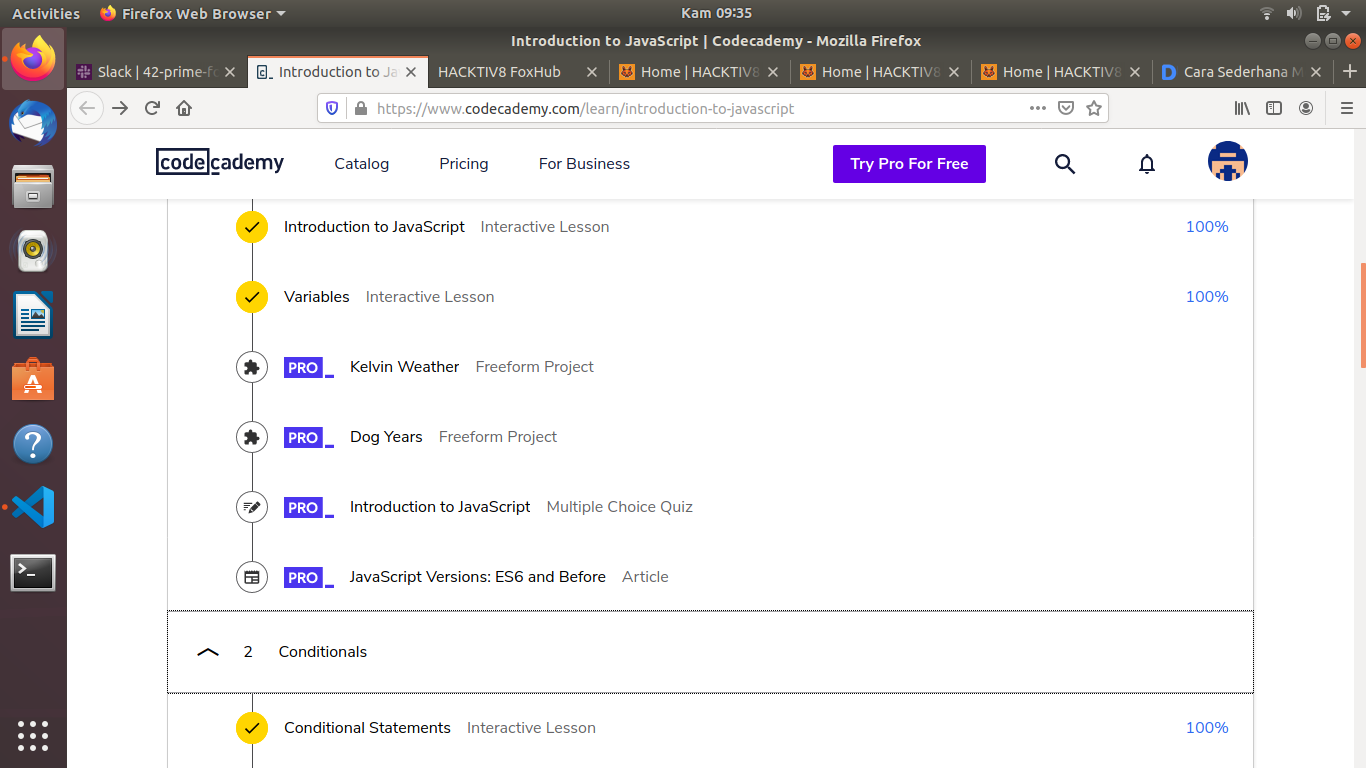 Activities Firefox Web Browser Kam 09:35
Introduction to JavaScript | Codecademy - Mozilla Firefox
Slack | 42-prime-fo Introduction to Ja HACKTIV8 FoxHub Home | HACKTIV8 Home | HACKTIV8 Home | HACKTIV8 Cara Sederhana M
https://www.codecademy.com/learn/introduction-to-javascript
codecademy Catalog Pricing For Business Try Pro For Free
Introduction to JavaScript Interactive Lesson 100%
Variables Interactive Lesson 100%
PRO Kelvin Weather Freeform Project
PRO Dog Years Freeform Project
PRO Introduction to JavaScript Multiple Choice Quiz
PRO JavaScript Versions: ES6 and Before Article
2 Conditionals
Conditional Statements Interactive Lesson 100%